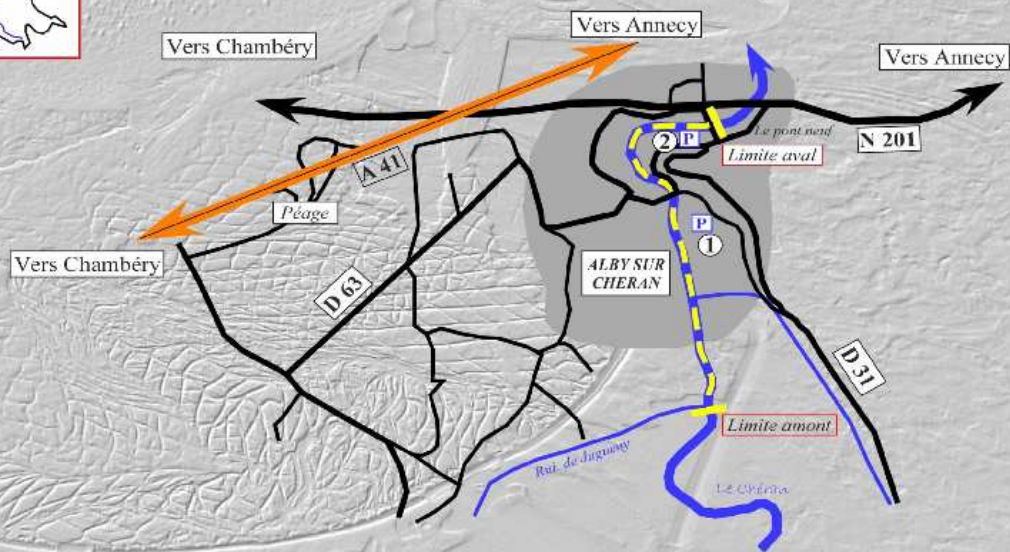 Vers Annecy
Vers Chambéry
Vers Annecy
Le pont neuf
N 201
2
P
Limite aval
A 41
Péage
P
1
Vers Chambéry
ALBY SUR
CHERAN
D 63
D 31
Limite amont
Rui. de
Le Chéran